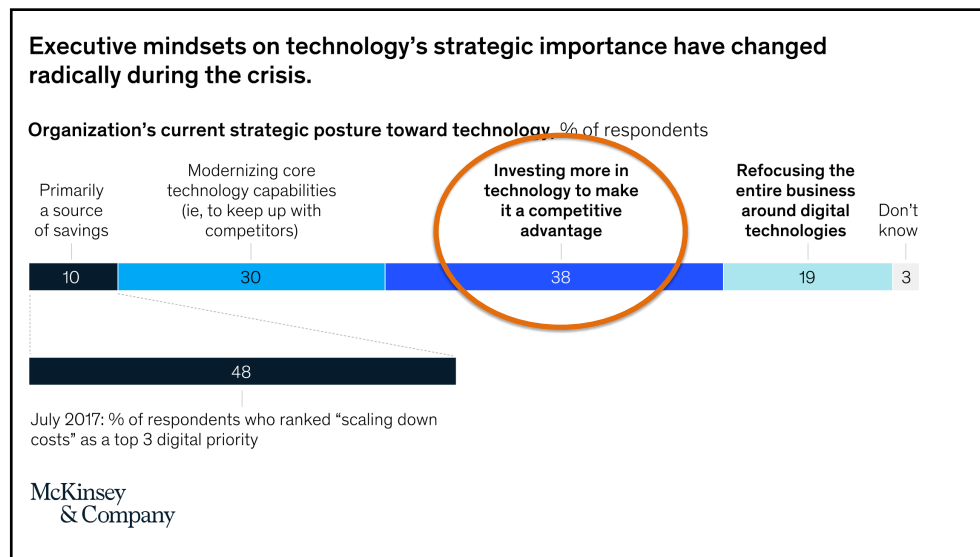 Executive mindsets on technology’s strategic importance have changed
radically during the crisis.
Organization’s current strategic posture toward technology, % of respondents
Primarily
a source
of savings
Modernizing core
technology capabilities
(ie, to keep up with
competitors)
Investing more in
technology to make
it a competitive
advantage
Refocusing the
entire business
around digital
technologies
Don’t
know
10
30
38
19
3
48
July 2017: % of respondents who ranked “scaling down
costs” as a top 3 digital priority
McKinsey
& Company